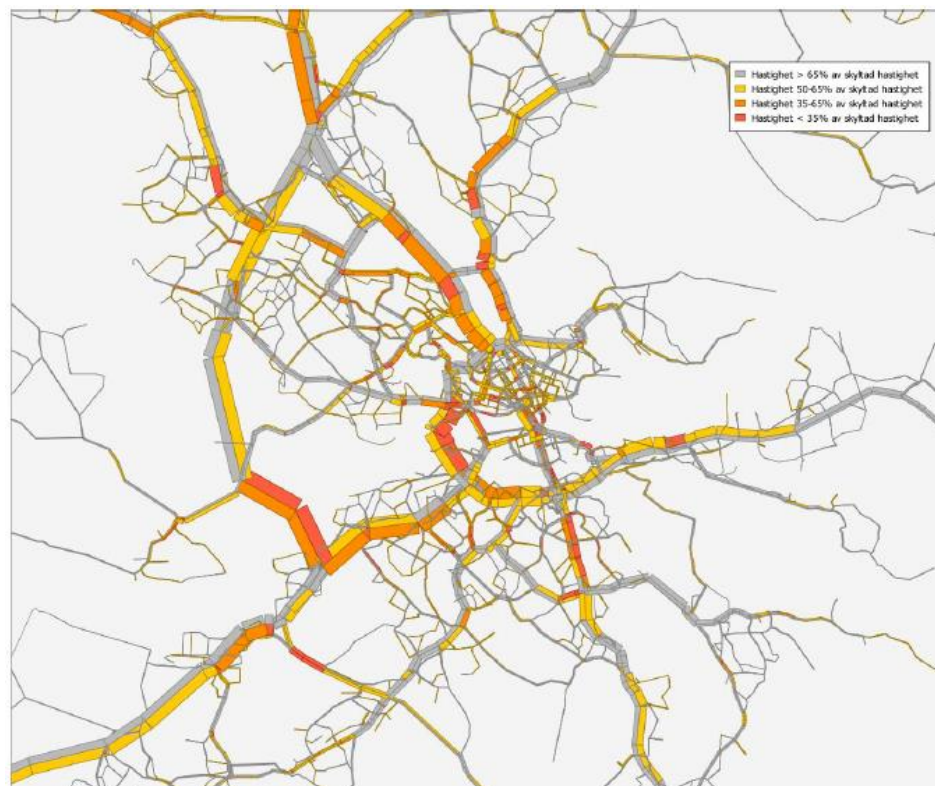 Hastighet > 65% av skyltad hastighet
Hastighet 50-65% av skyltad hastighet
Hastighet 35-65% av skyltad hastighet
Hastighet < 35% av skyltad hastighet